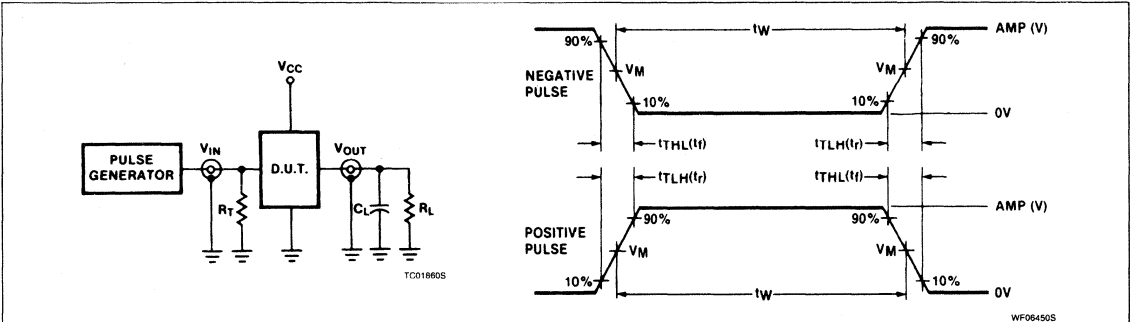 VCC
VIN
VOUT
PULSE
GENERATOR
D.U.T.
RT
CL
RL
TC01860S
tW
AMP (V)
90%
90%
NEGATIVE
PULSE
VM
VM
10%
10%
0V
tTHL(tf)
tTLH(tr)
tTLH(tr)
tTHL(tf)
AMP (V)
90%
90%
POSITIVE
PULSE
VM
VM
10%
10%
tW
0V
WF06450S